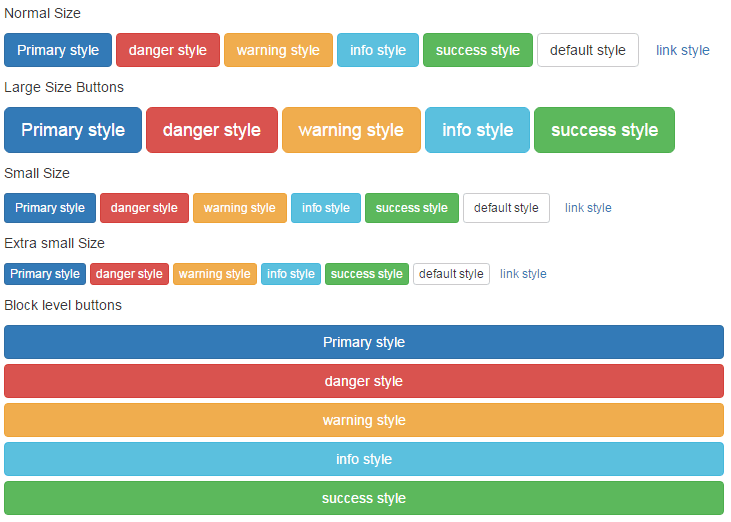 Normal Size
Primary style danger style warning style info style success style default style link style
Large Size Buttons
Primary style danger style warning style info style success style
Small Size
Primary style danger style warning style info style success style default style link style
Extra small Size
Primary style danger style warning style info style success style default style link style
Block level buttons
Primary style
danger style
warning style
info style
success style